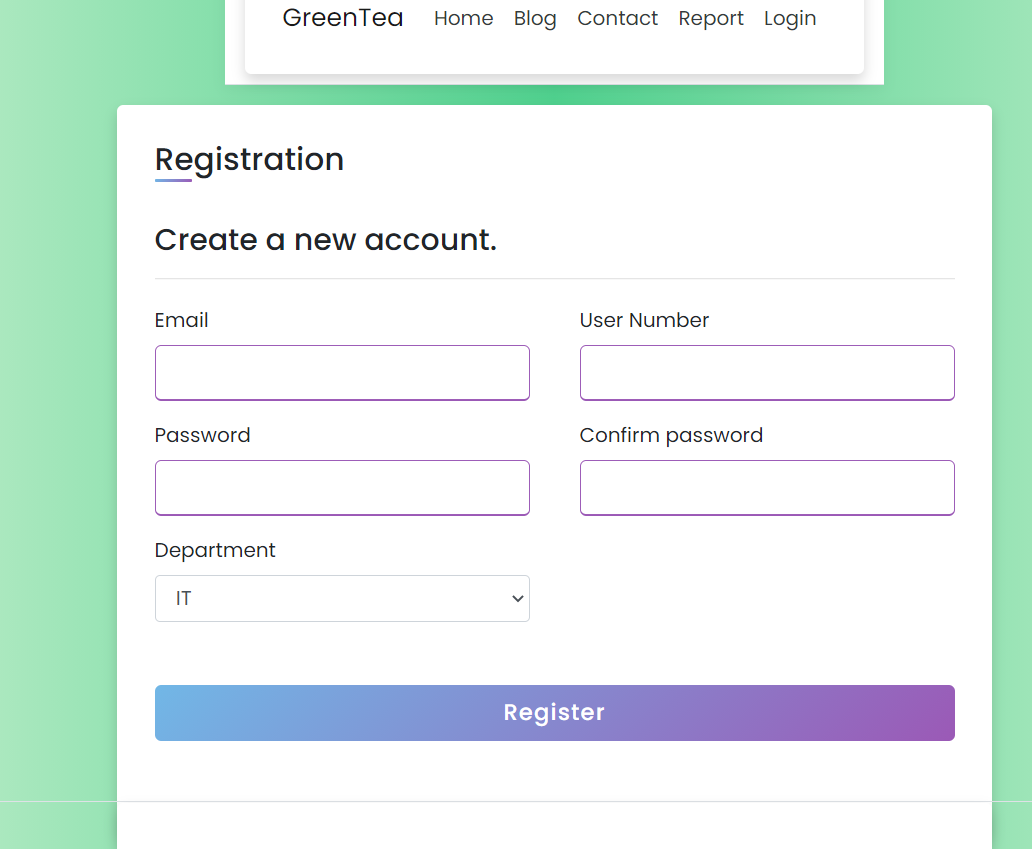 GreenTea Home Blog Contact Report Login
Registration
Create a new account.
Email User Number
Password Confirm password
Department
IT
Register